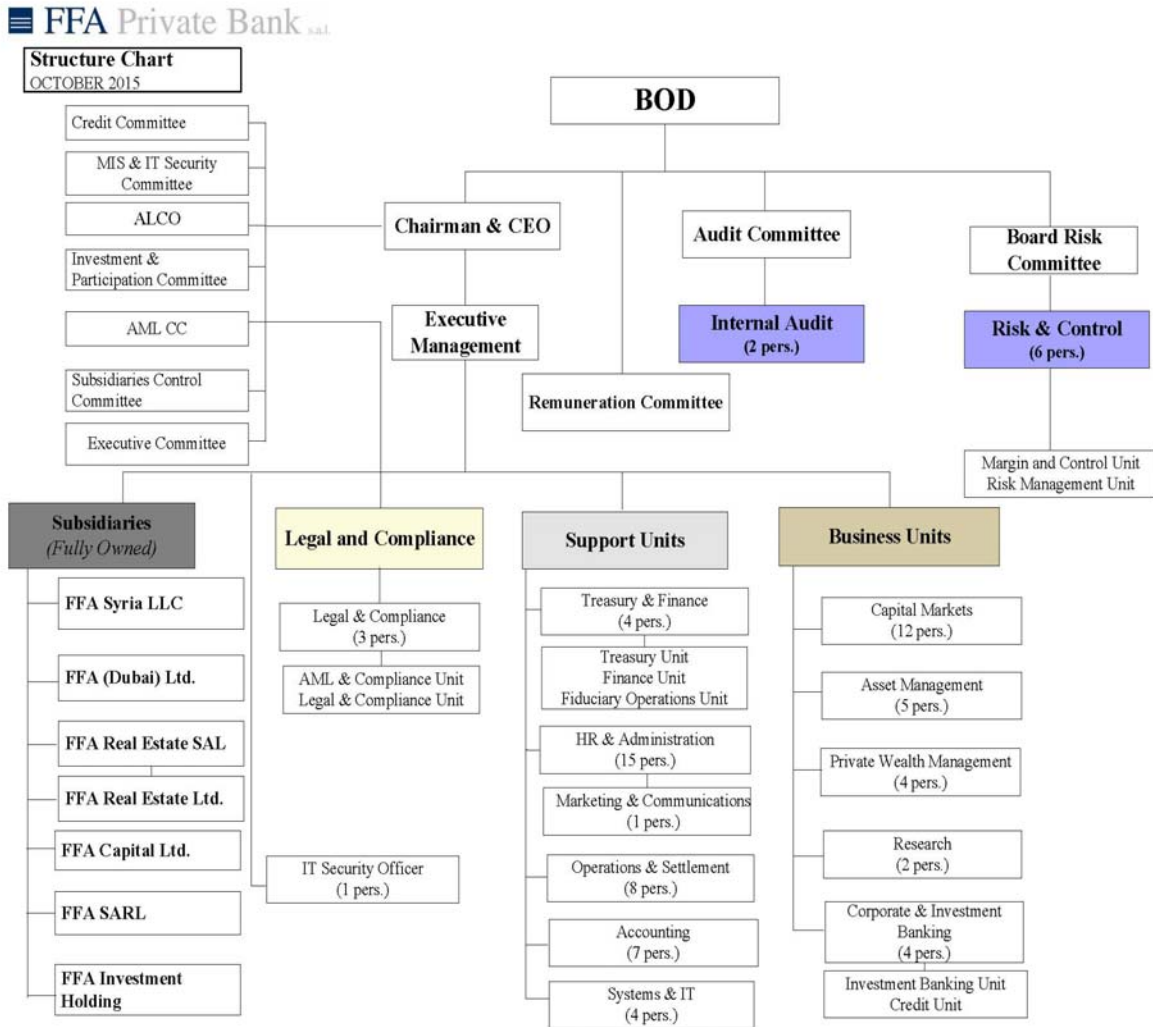 FFA Private Bank s.a.l.
Structure Chart
OCTOBER 2015
BOD
Credit Committee
MIS & IT Security
Committee
ALCO
Investment &
Participation Committee
AML CC
Subsidiaries Control
Committee
Executive Committee
Chairman & CEO
Executive
Management
Remuneration Committee
Audit Committee
Internal Audit
(2 pers.)
Board Risk
Committee
Risk & Control
(6 pers.)
Margin and Control Unit
Risk Management Unit
Subsidiaries
(Fully Owned)
FFA Syria LLC
FFA (Dubai) Ltd.
FFA Real Estate SAL
FFA Real Estate Ltd.
FFA Capital Ltd.
FFA SARL
FFA Investment
Holding
Legal and Compliance
Legal & Compliance
(3 pers.)
AML & Compliance Unit
Legal & Compliance Unit
IT Security Officer
(1 pers.)
Support Units
Treasury & Finance
(4 pers.)
Treasury Unit
Finance Unit
Fiduciary Operations Unit
HR & Administration
(15 pers.)
Marketing & Communications
(1 pers.)
Operations & Settlement
(8 pers.)
Accounting
(7 pers.)
Systems & IT
(4 pers.)
Business Units
Capital Markets
(12 pers.)
Asset Management
(5 pers.)
Private Wealth Management
(4 pers.)
Research
(2 pers.)
Corporate & Investment
Banking
(4 pers.)
Investment Banking Unit
Credit Unit